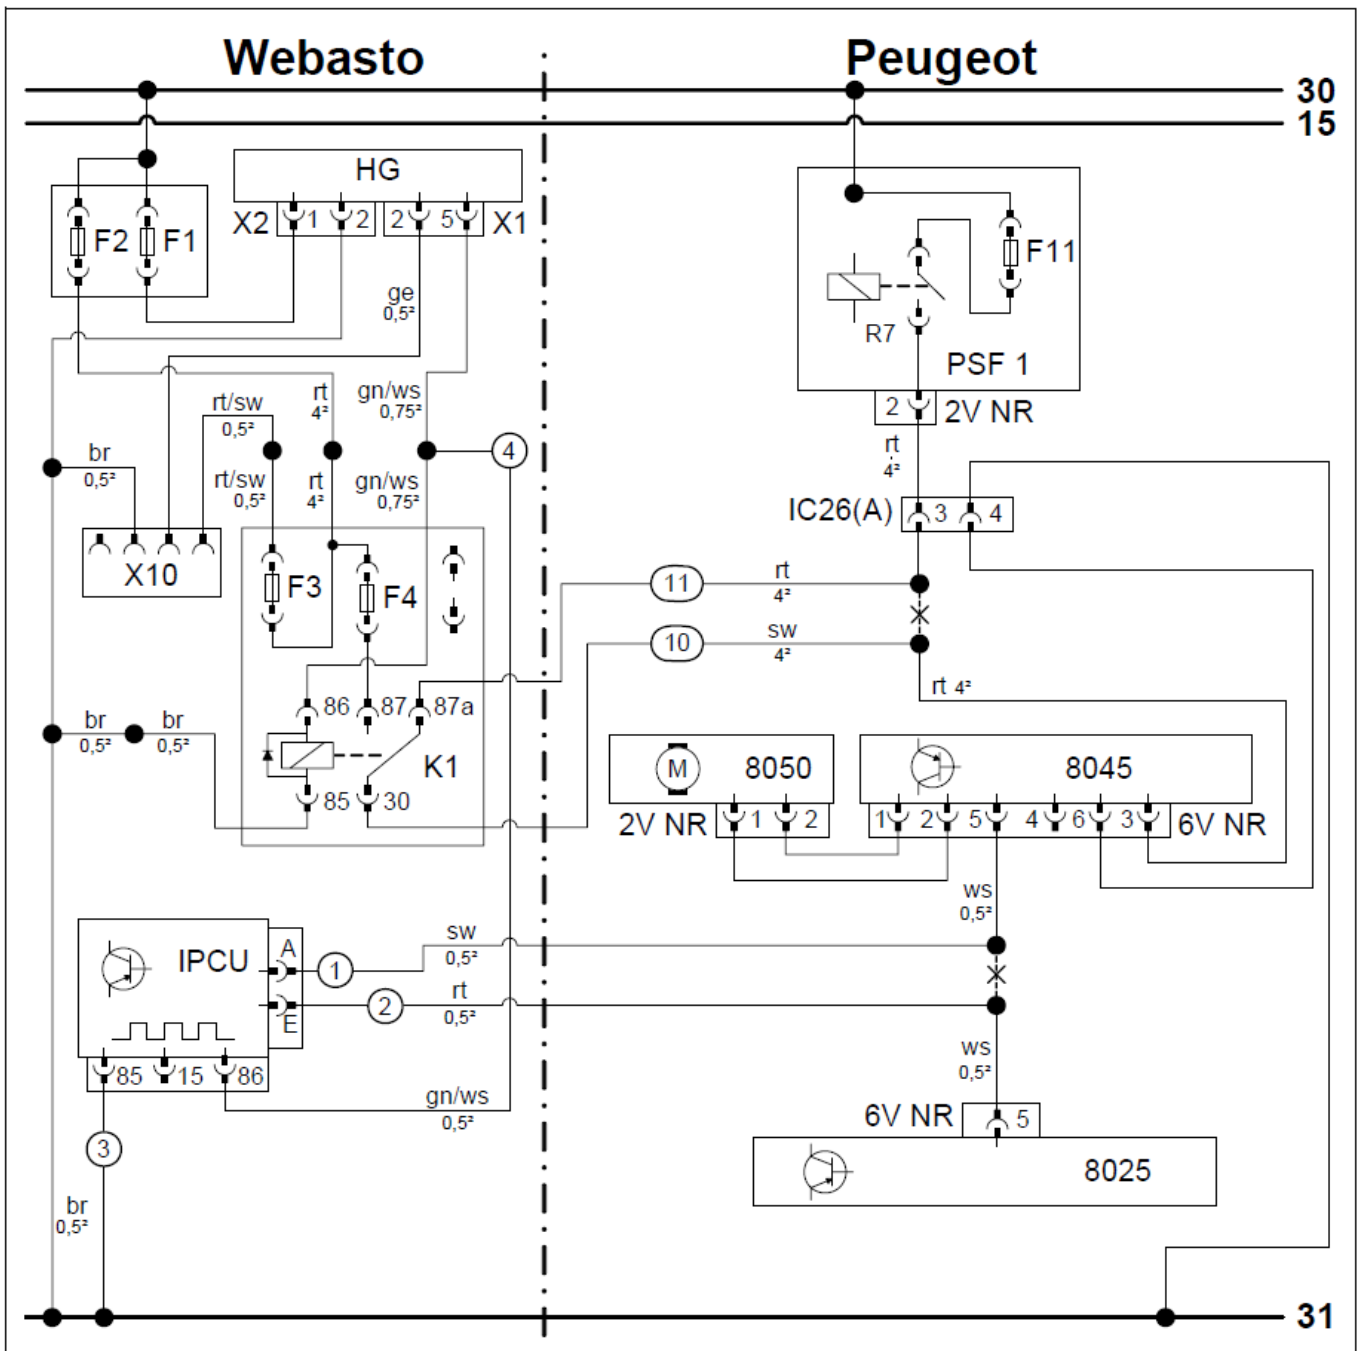 Webasto
Peugeot
30
15
HG
X2 1 2 2 5 X1
F2 F1
F11
R7
PSF 1
2 2V NR
ge
0,5²
rt/sw
0,5²
rt
4²
gn/ws
0,75²
rt
4²
br
0,5²
rt/sw
0,5²
rt
4²
gn/ws
0,75²
4
IC26(A) 3 4
X10
F3 F4
11
rt
4²
10
sw
4²
rt 4²
86 87 87a
br
0,5²
br
0,5²
K1
85 30
M 8050
8045
2V NR 1 2
1 2 5 4 6 3 6V NR
ws
0,5²
IPCU
A
E
1
sw
0,5²
2
rt
0,5²
85 15 86
gn/ws
0,5²
ws
0,5²
6V NR 5
8025
3
br
0,5²
31